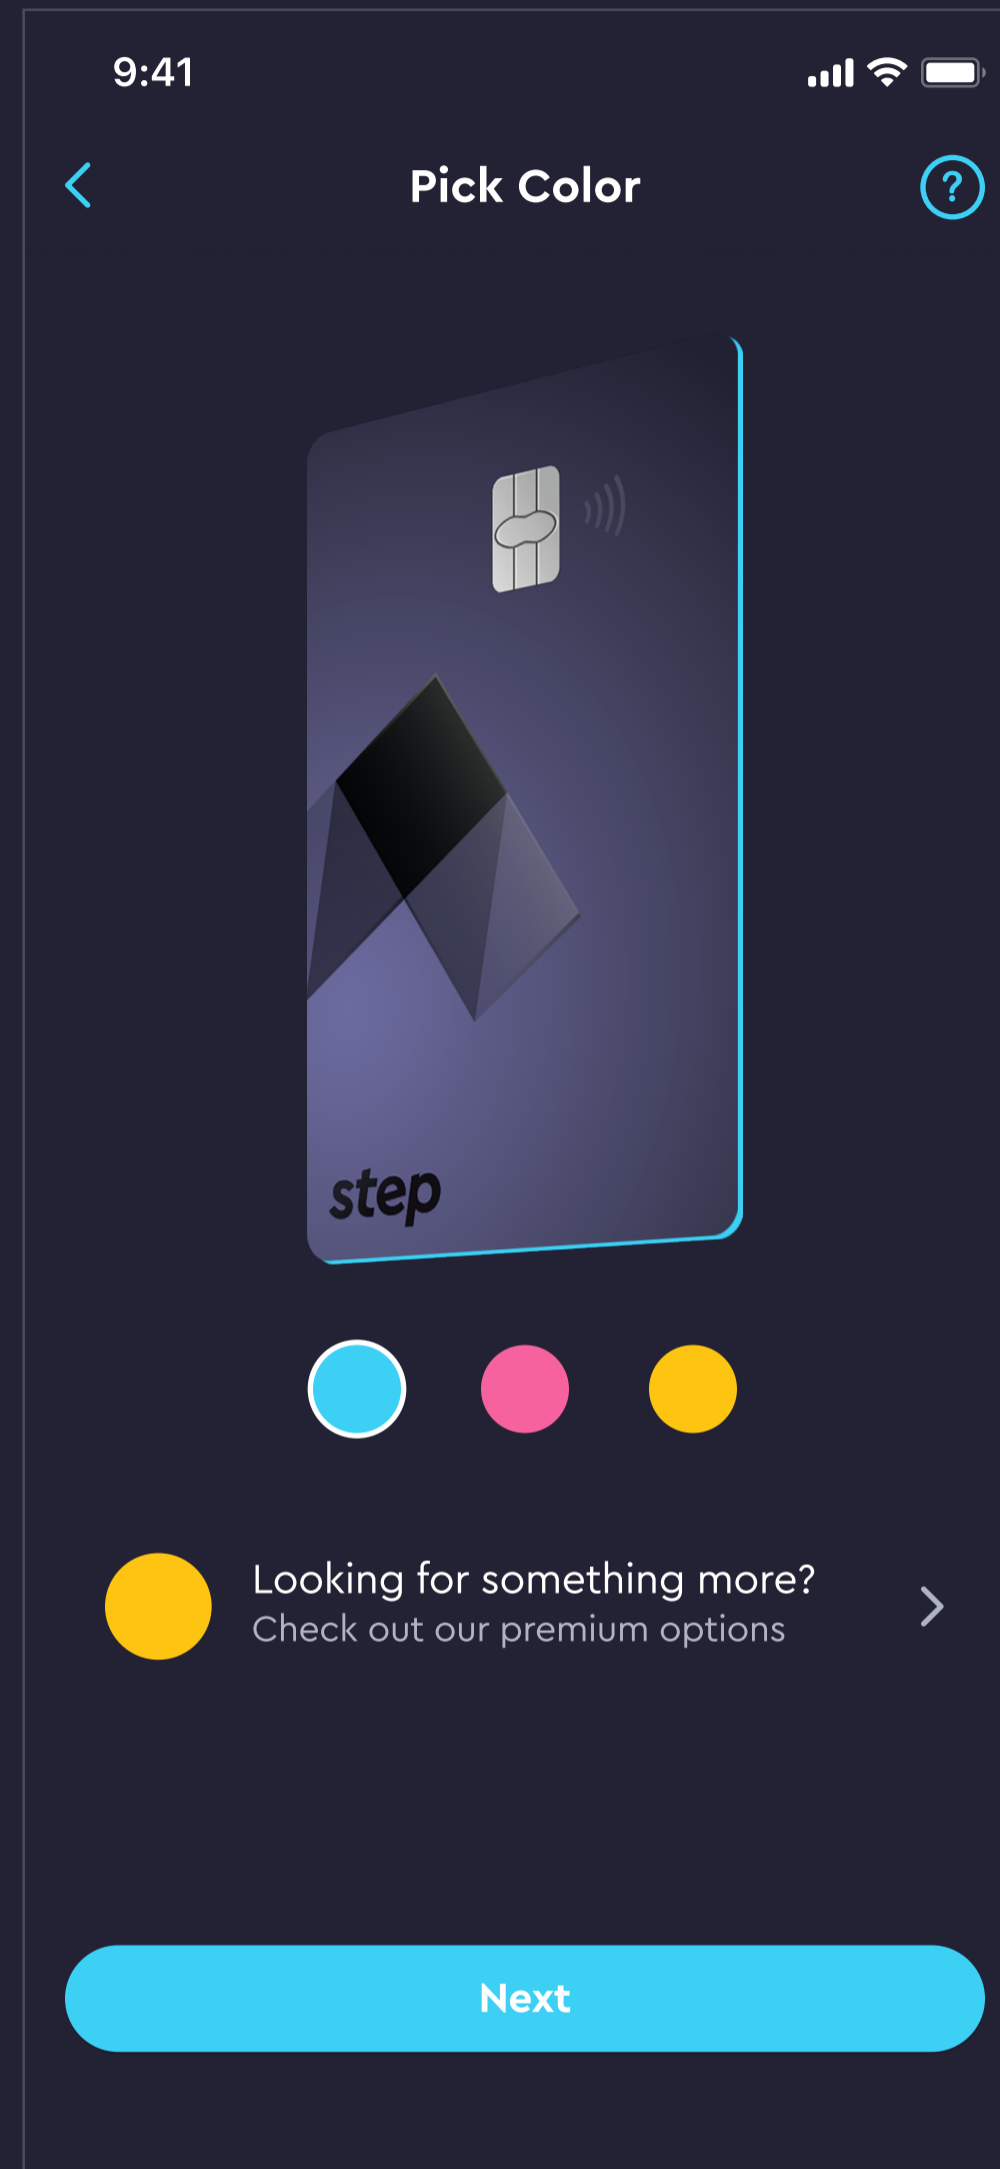 9:41
Pick Color
?
step
Looking for something more?
Check out our premium options
Next